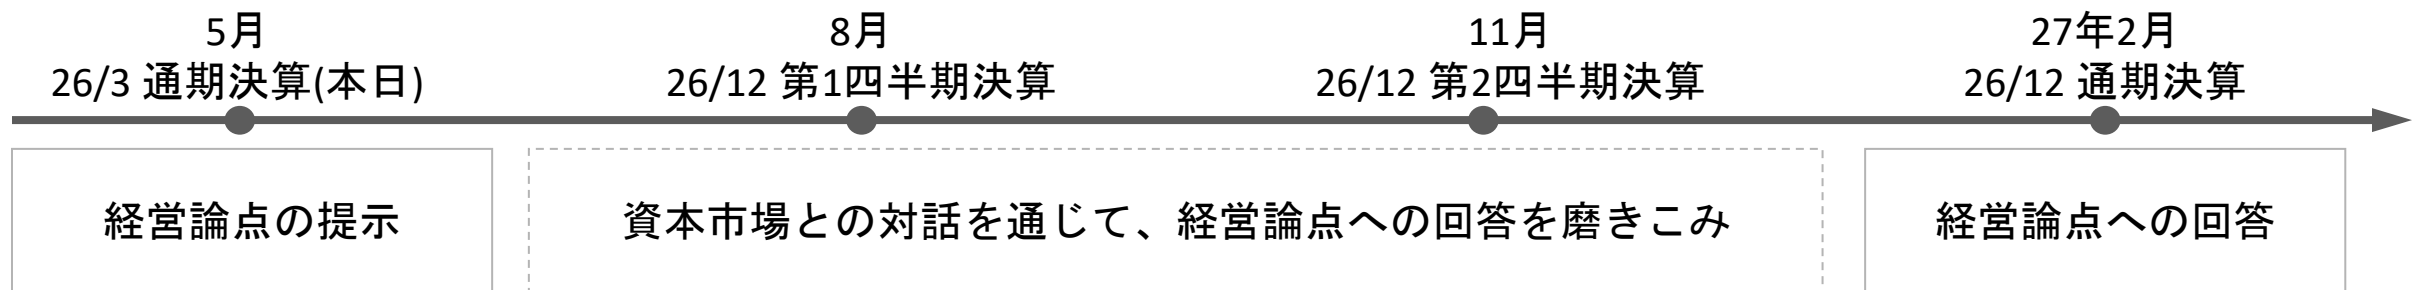 5月
26/3 通期決算(本日)
8月
26/12 第1四半期決算
11月
26/12 第2四半期決算
27年2月
26/12 通期決算
経営論点の提示
資本市場との対話を通じて、経営論点への回答を磨きこみ
経営論点への回答